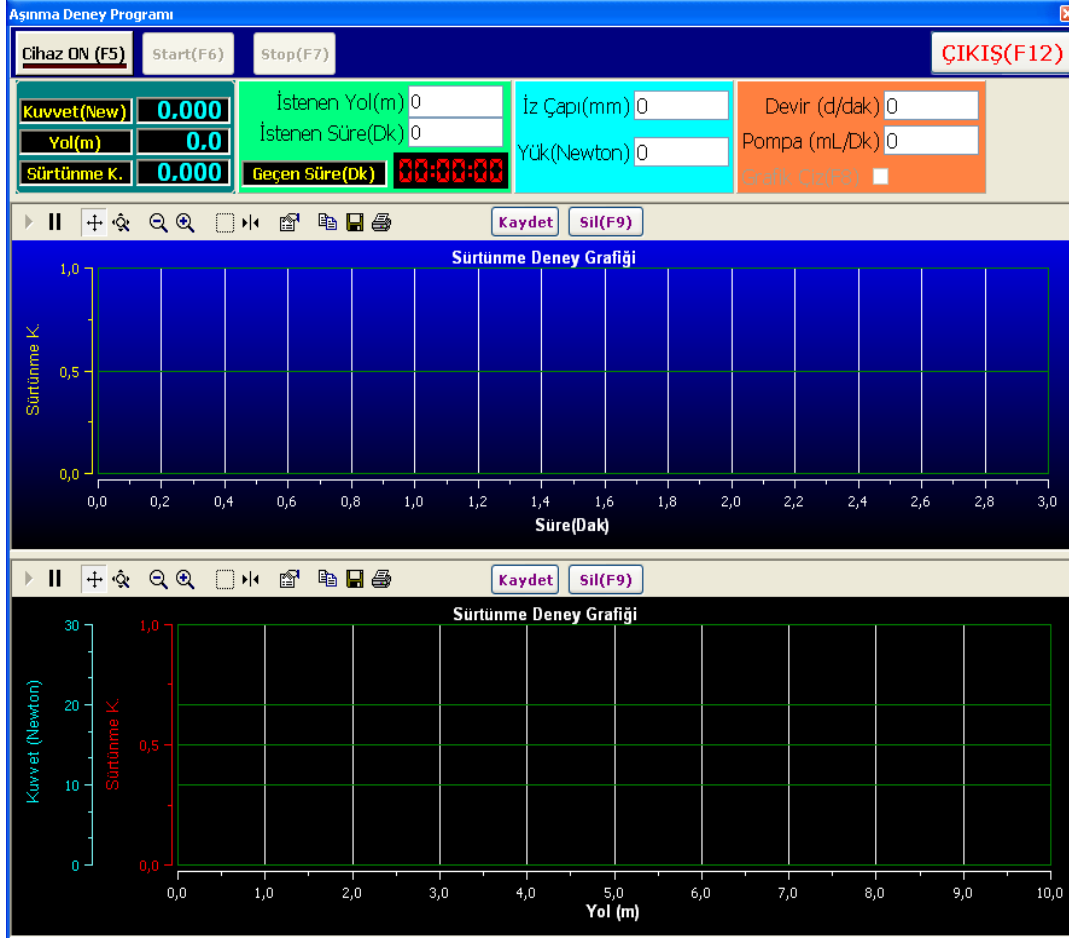 Aşınma Deney Programı
Cihaz ON (F5) Start(F6) Stop(F7) ÇIKIŞ(F12)
Kuvvet(New) 0.000
Yol(m) 0.0
Sürtünme K. 0.000
İstenen Yol(m) 0
İstenen Süre(Dk) 0
Geçen Süre(Dk) 00:00:00
İz Çapı(mm) 0
Yük(Newton) 0
Devir (d/dak) 0
Pompa (mL/Dk) 0
Grafik Çiz(F8)
Kaydet Sil(F9)
Sürtünme Deney Grafiği
Sürtünme K.
1,0
0,5
0,0
0,0 0,2 0,4 0,6 0,8 1,0 1,2 1,4 1,6 1,8 2,0 2,2 2,4 2,6 2,8 3,0
Süre(Dak)
Kaydet Sil(F9)
Sürtünme Deney Grafiği
Kuvvet (Newton)
30
20
10
0
Sürtünme K.
1,0
0,5
0,0
0,0 1,0 2,0 3,0 4,0 5,0 6,0 7,0 8,0 9,0 10,0
Yol (m)